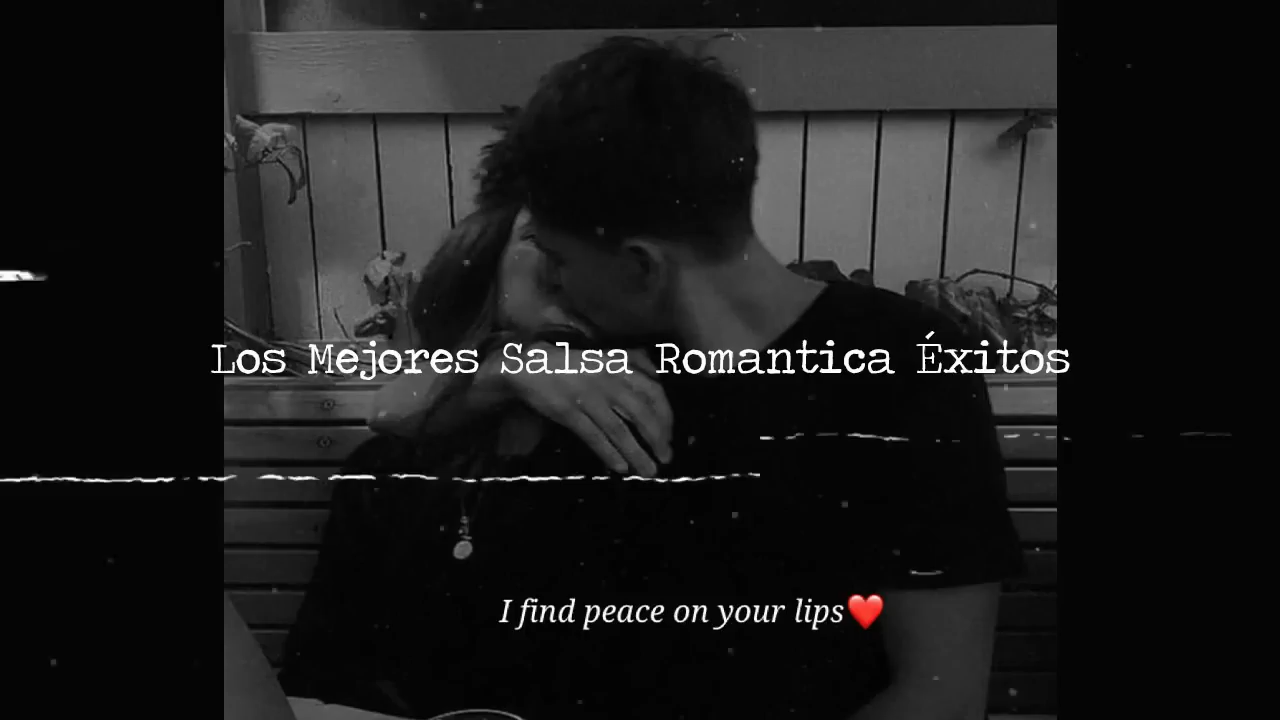 Los Mejores Salsa Romantica Éxitos
I find peace on your lips❤️